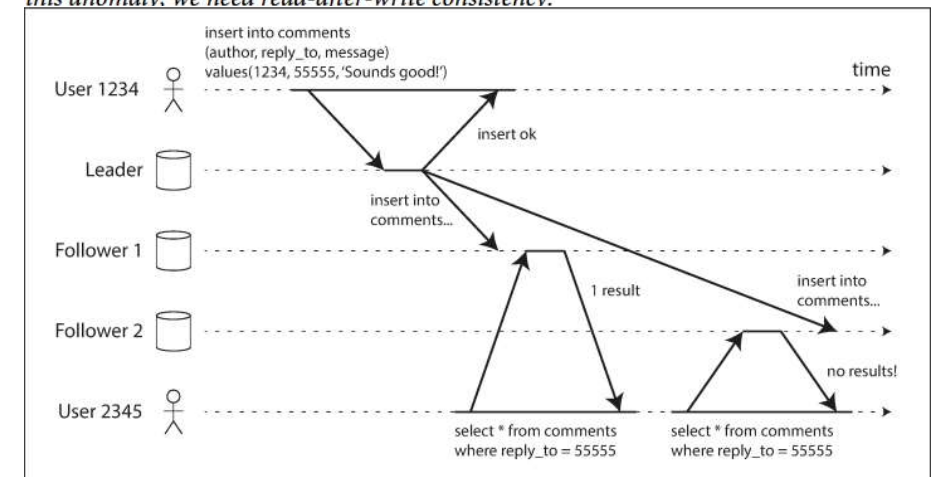 this anomaly, we need read-after-write consistency.
insert into comments
(author, reply_to, message)
values(1234, 55555, 'Sounds good!')
time
User 1234
insert ok
Leader
insert into
comments...
Follower 1
insert into
comments...
1 result
Follower 2
no results!
User 2345
select * from comments
where reply_to = 55555
select * from comments
where reply_to = 55555